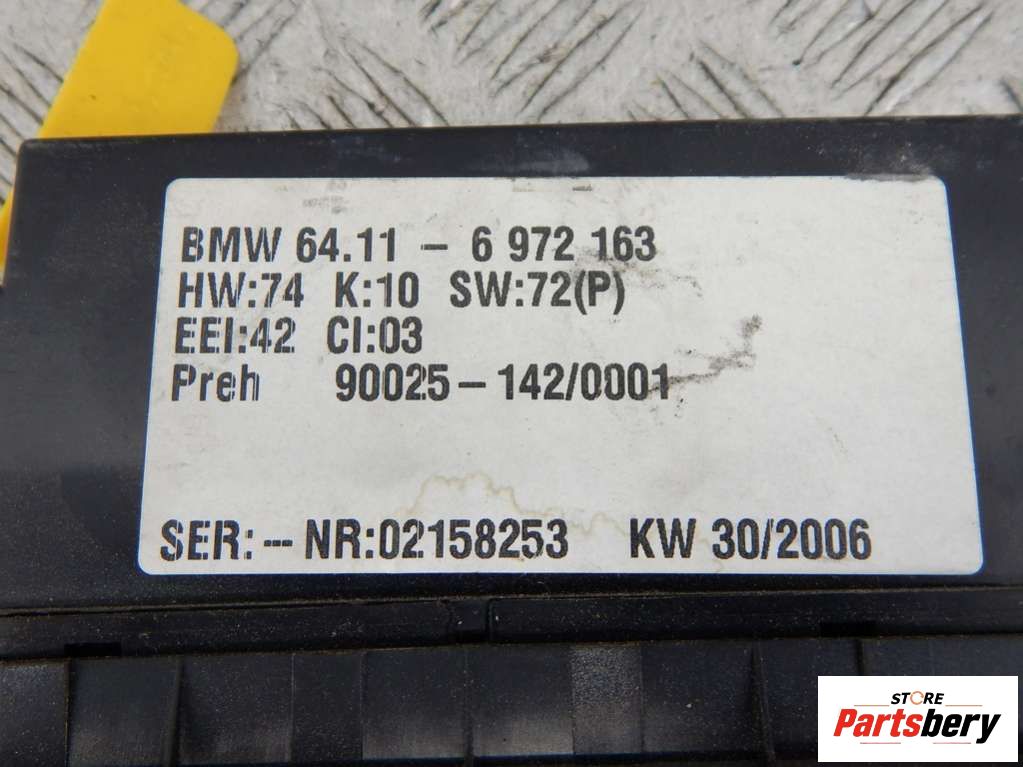 BMW 64.11 - 6 972 163
HW:74 K:10 SW:72(P)
EEI:42 CI:03
Preh 90025-142/0001
SER:-- NR:02158253 KW 30/2006
STORE
Partsbery